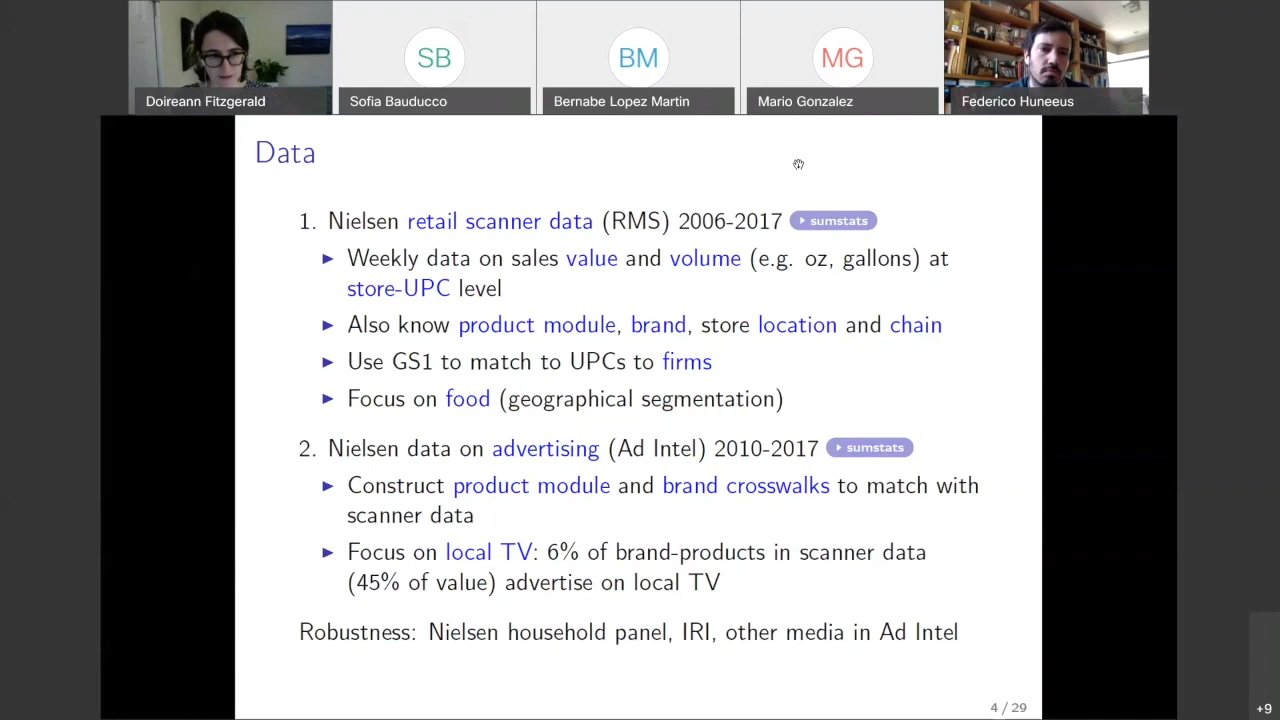 SB
BM
MG
Doireann Fitzgerald
Sofia Bauducco
Bernabe Lopez Martin
Mario Gonzalez
Federico Huneeus
Data
1. Nielsen retail scanner data (RMS) 2006-2017 sumstats
Weekly data on sales value and volume (e.g. oz, gallons) at
store-UPC level
Also know product module, brand, store location and chain
Use GS1 to match to UPCs to firms
Focus on food (geographical segmentation)
2. Nielsen data on advertising (Ad Intel) 2010-2017 sumstats
Construct product module and brand crosswalks to match with
scanner data
Focus on local TV: 6% of brand-products in scanner data
(45% of value) advertise on local TV
Robustness: Nielsen household panel, IRI, other media in Ad Intel
4 / 29
+9